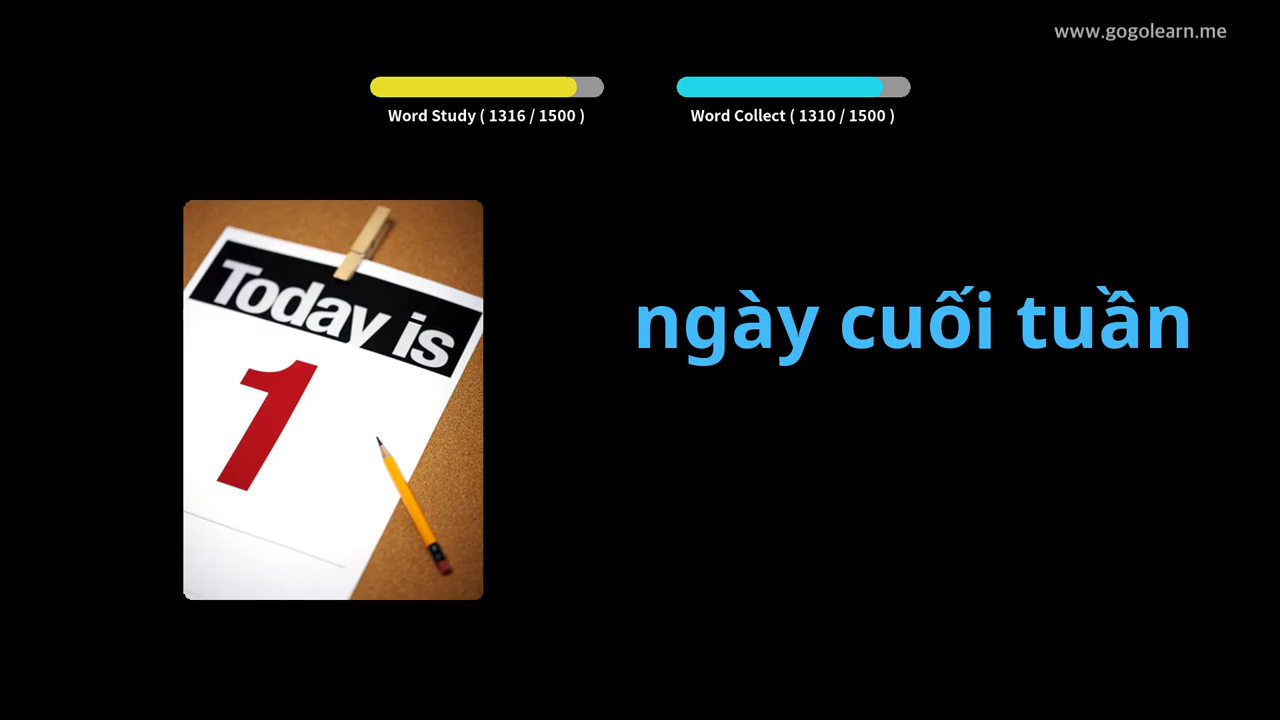 www.gogolearn.me
Word Study ( 1316 / 1500 )
Word Collect ( 1310 / 1500 )
Today is
1
ngày cuối tuần